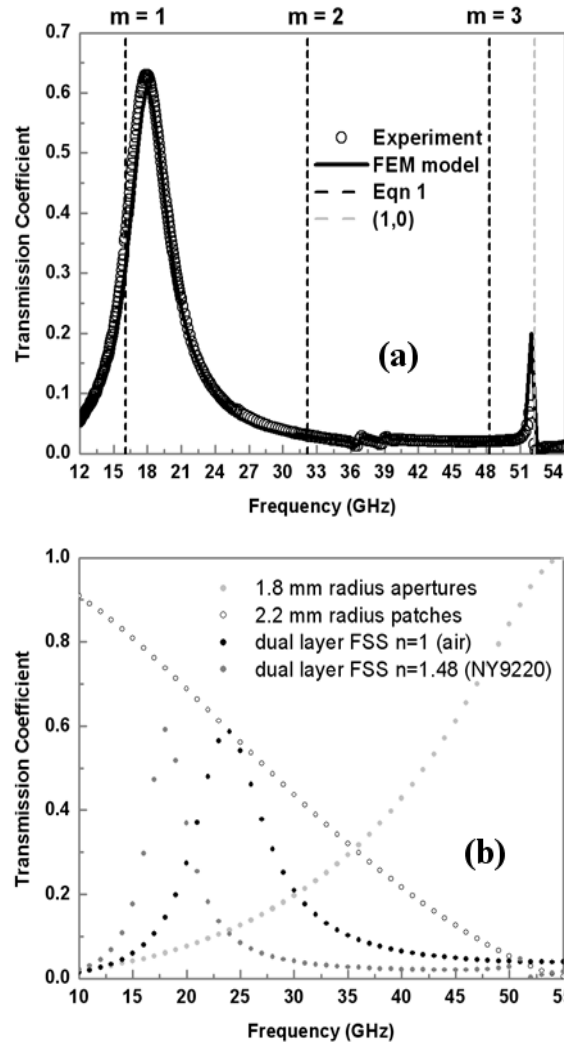 m = 1 m = 2 m = 3
0.7
0.6
0.5
0.4
0.3
0.2
0.1
0.0
Transmission Coefficient
Experiment
FEM model
Eqn 1
(1,0)
(a)
12 15 18 21 24 27 30 33 36 39 42 45 48 51 54
Frequency (GHz)
1.0
0.8
0.6
0.4
0.2
0.0
Transmission Coefficient
1.8 mm radius apertures
2.2 mm radius patches
dual layer FSS n=1 (air)
dual layer FSS n=1.48 (NY9220)
(b)
10 15 20 25 30 35 40 45 50 55
Frequency (GHz)